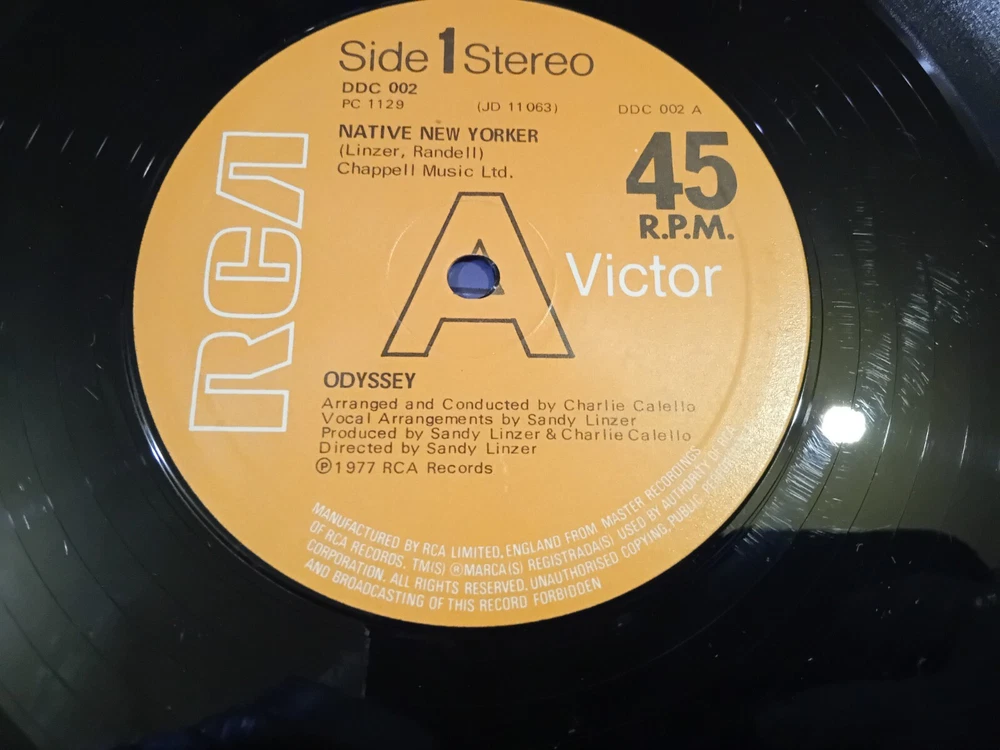 Side 1 Stereo
DDC 002
PC 1129 (JD 11063) DDC 002 A
NATIVE NEW YORKER
(Linzer, Randell)
Chappell Music Ltd.
45
R.P.M.
RCA
A
Victor
ODYSSEY
Arranged and Conducted by Charlie Calello
Vocal Arrangements by Sandy Linzer
Produced by Sandy Linzer & Charlie Calello
Directed by Sandy Linzer
Ⓟ1977 RCA Records
MANUFACTURED BY RCA LIMITED, ENGLAND FROM MASTER RECORDINGS
OF RCA RECORDS. TM(S) ® MARCA(S) REGISTRADA(S) USED BY AUTHORITY OF RCA
CORPORATION. ALL RIGHTS RESERVED. UNAUTHORISED COPYING, PUBLIC
AND BROADCASTING OF THIS RECORD FORBIDDEN